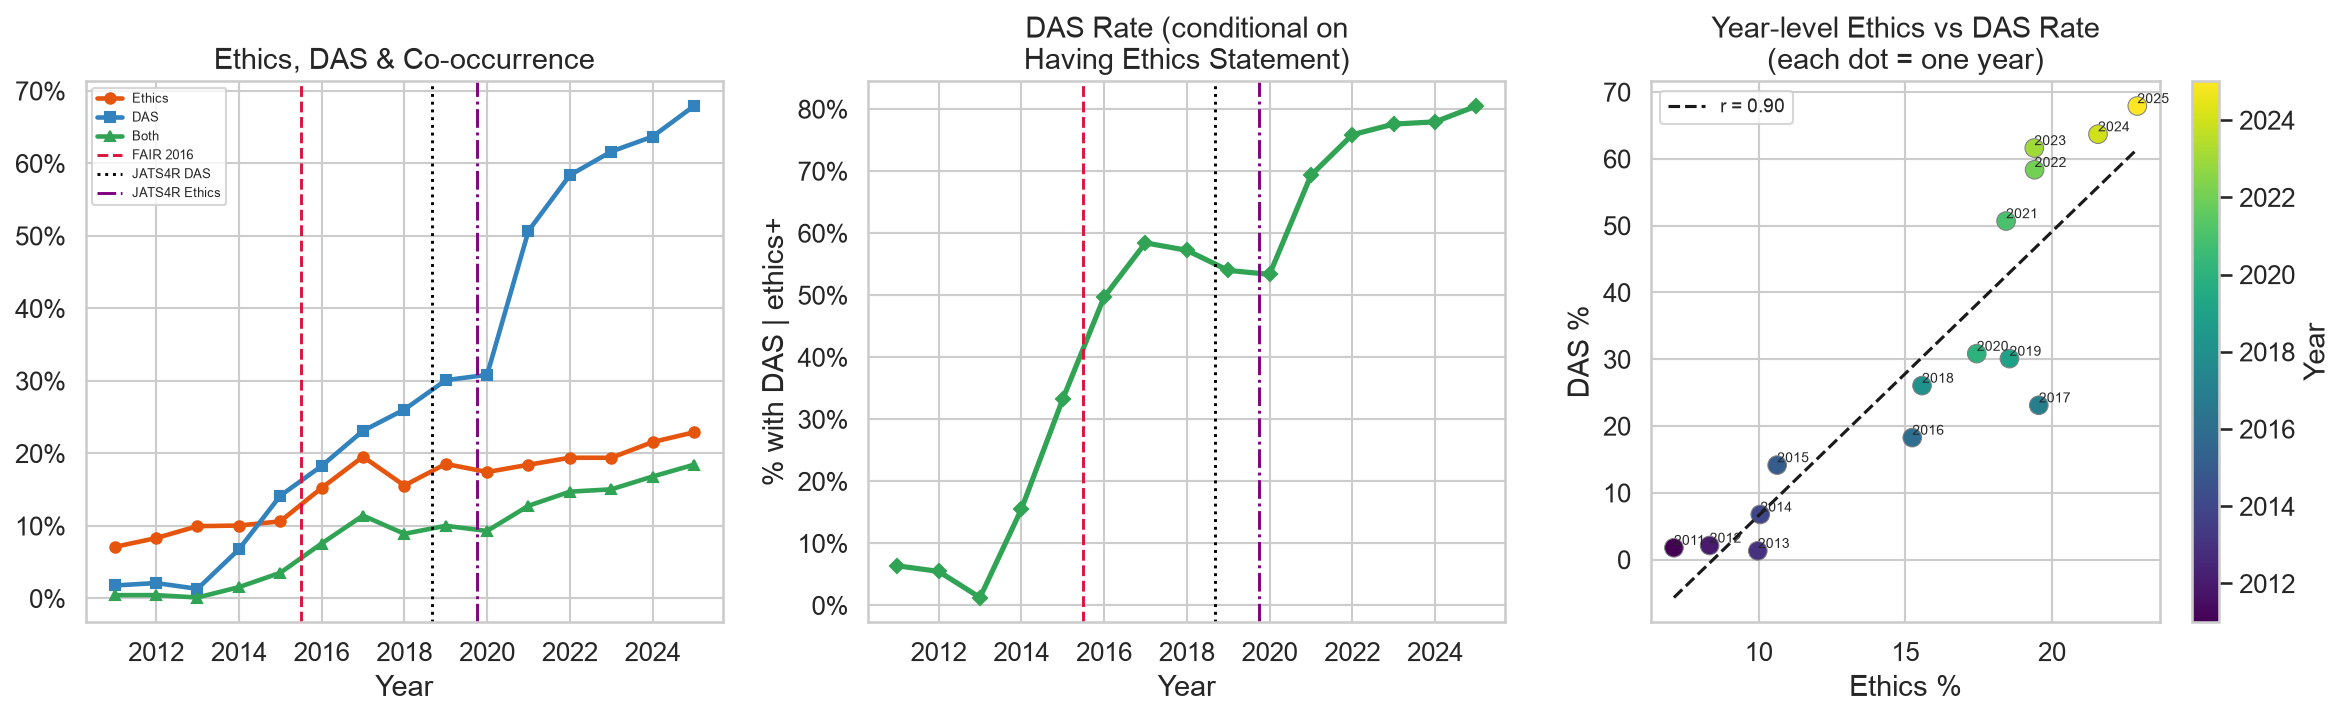 Ethics, DAS & Co-occurrence
70%
60%
50%
40%
30%
20%
10%
0%
Ethics
DAS
Both
FAIR 2016
JATS4R DAS
JATS4R Ethics
2012 2014 2016 2018 2020 2022 2024
Year
DAS Rate (conditional on
Having Ethics Statement)
% with DAS | ethics+
80%
70%
60%
50%
40%
30%
20%
10%
0%
2012 2014 2016 2018 2020 2022 2024
Year
Year-level Ethics vs DAS Rate
(each dot = one year)
DAS %
70
60
50
40
30
20
10
0
r = 0.90
2025
2024
2023
2022
2021
2020
2019
2018
2017
2016
2015
2014
2013
2012
2011
10 15 20
Ethics %
2024
2022
2020
2018
2016
2014
2012
Year